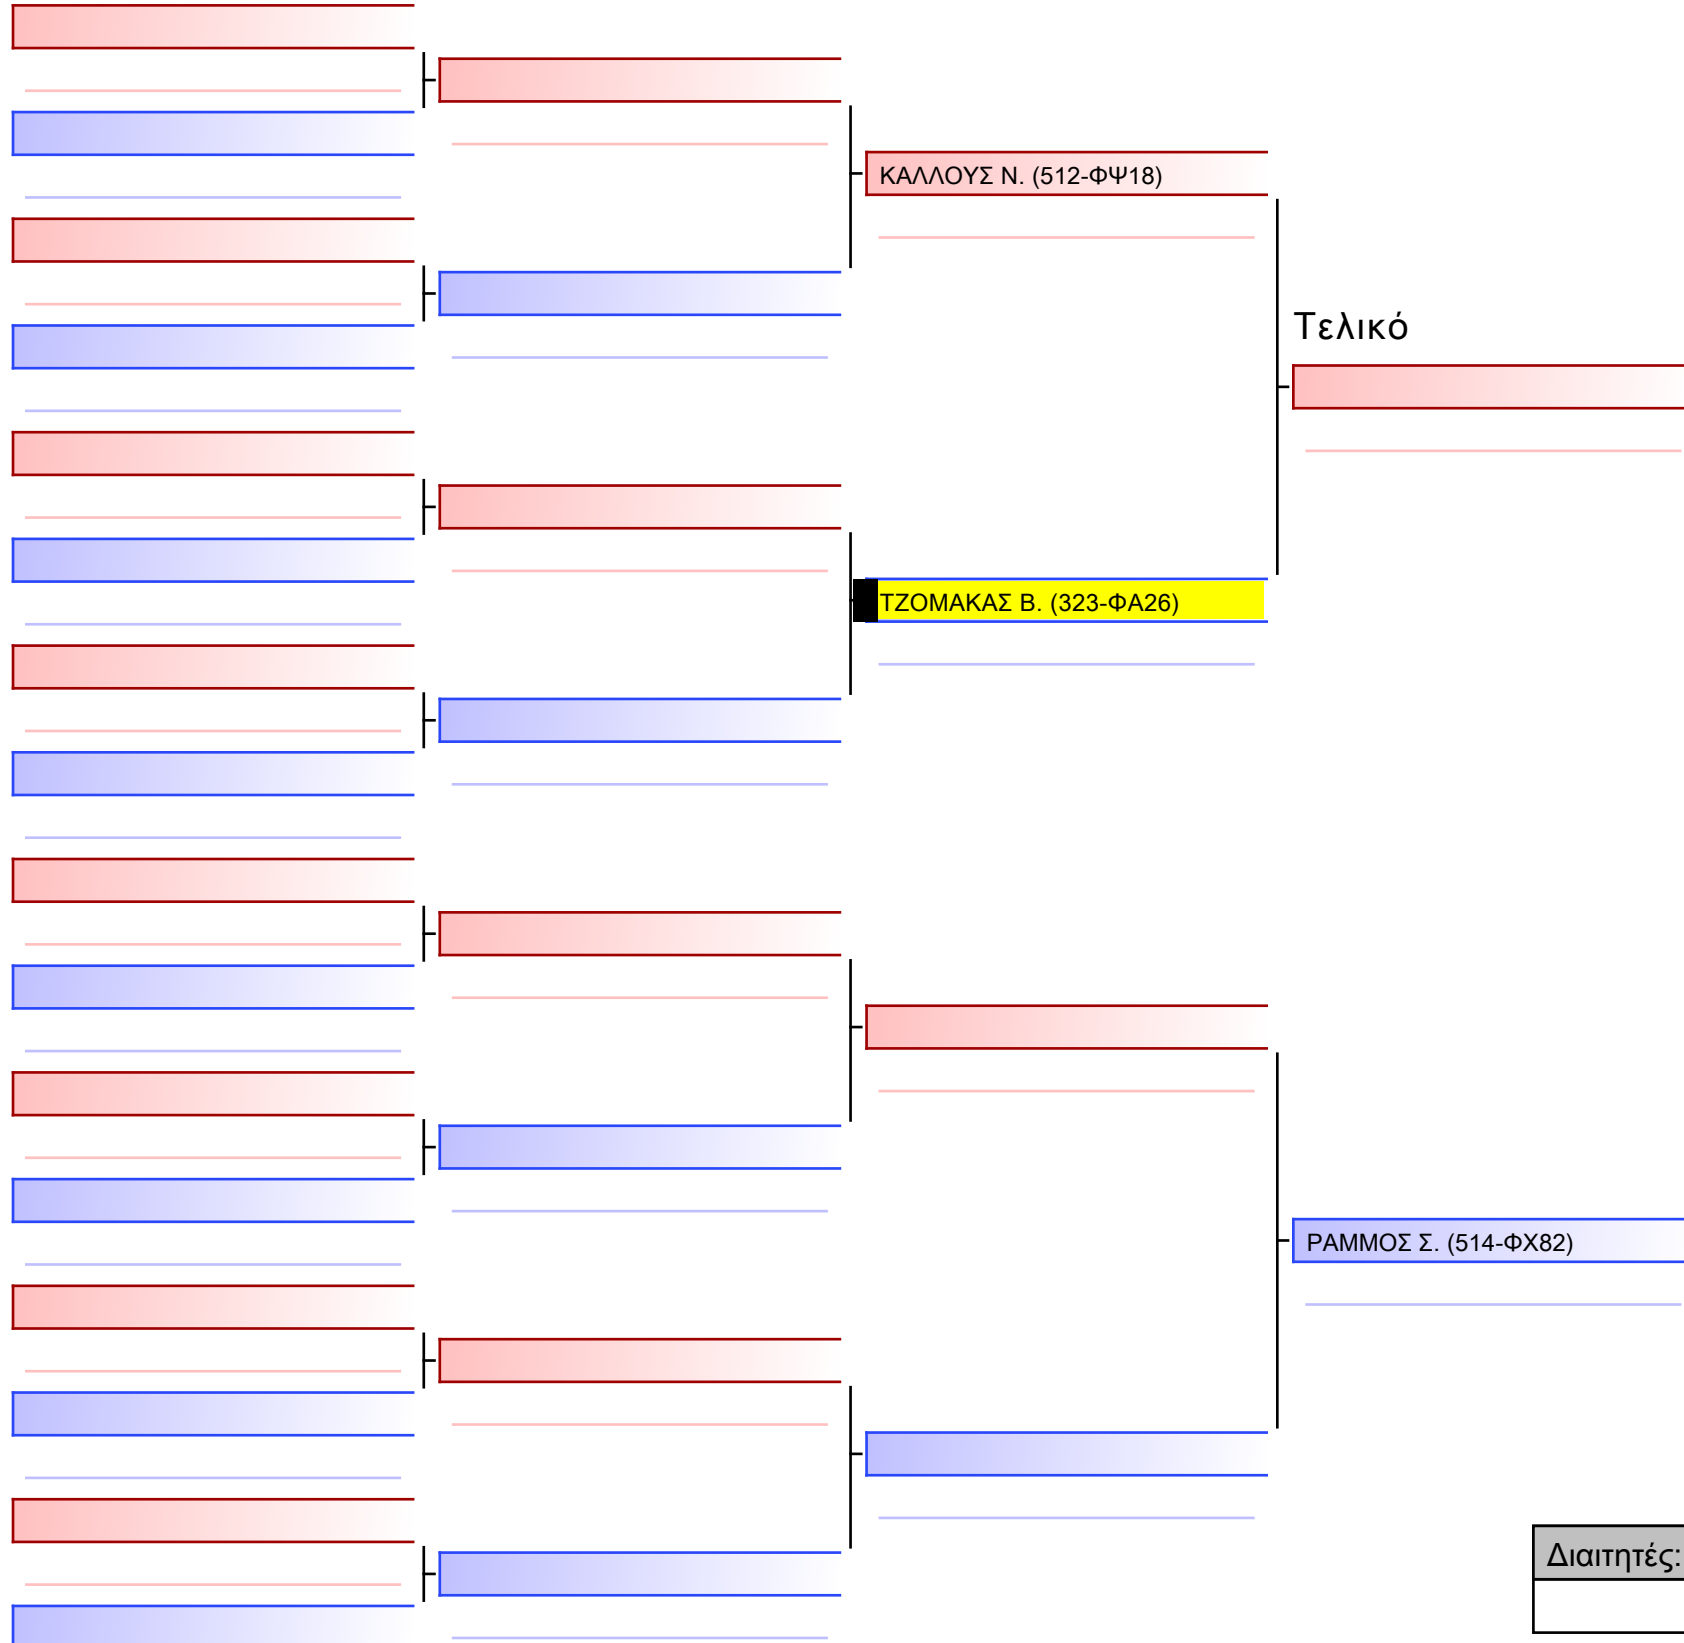 ΚΑΛΛΟΥΣ Ν. (512-ΦΨ18)
Τελικό
ΤΖΟΜΑΚΑΣ Β. (323-ΦΑ26)
ΡΑΜΜΟΣ Σ. (514-ΦΧ82)
Διαιτητές: